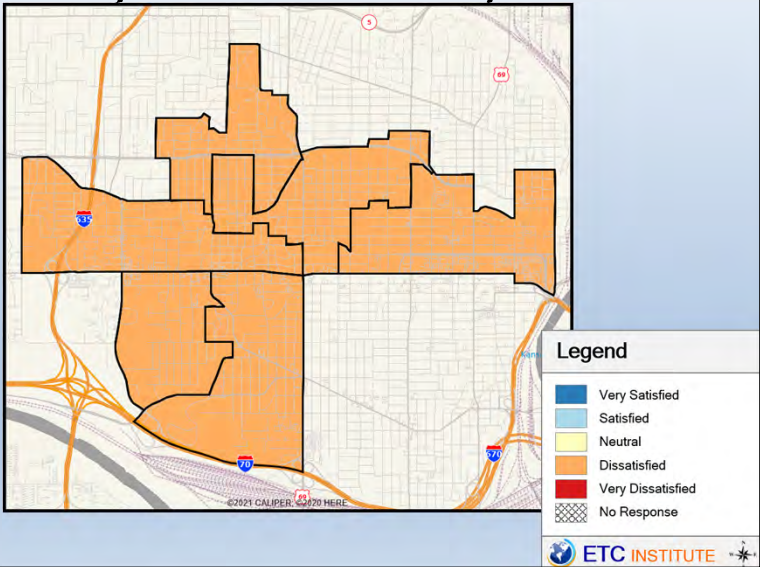 5
69
635
Legend
Very Satisfied
Satisfied
Neutral
Dissatisfied
Very Dissatisfied
No Response
70
670
69
©2021 CALIPER; ©2020 HERE
ETC INSTITUTE